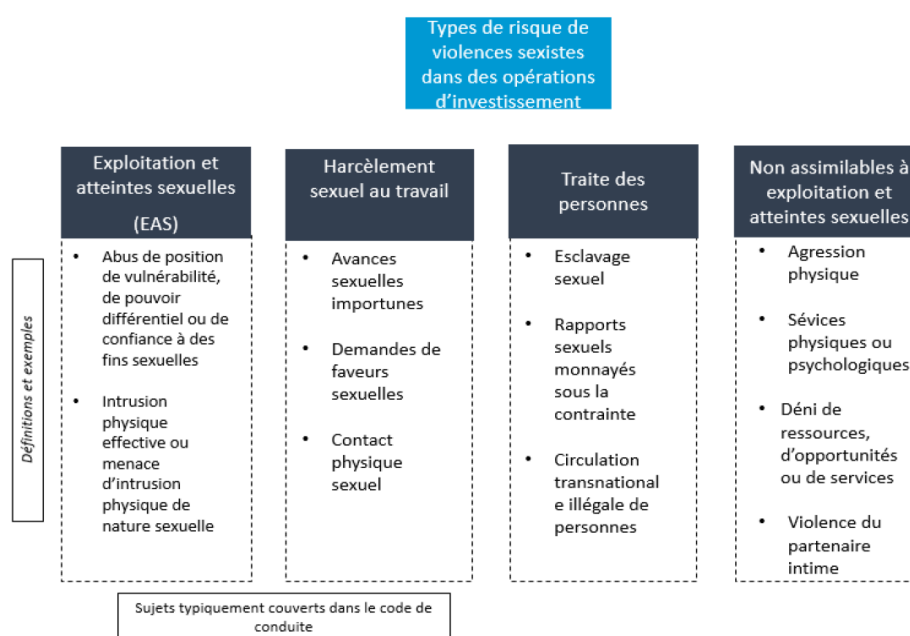 Types de risque de
violences sexistes
dans des opérations
d'investissement
Exploitation et
atteintes sexuelles
(EAS)
Harcèlement
sexuel au travail
Traite des
personnes
Non assimilables à
exploitation et
atteintes sexuelles
Définitions et exemples
• Abus de position
de vulnérabilité,
de pouvoir
différentiel ou de
confiance à des
fins sexuelles
• Intrusion
physique
effective ou
menace
d'intrusion
physique de
nature sexuelle
• Avances
sexuelles
importunes
• Demandes de
faveurs
sexuelles
• Contact
physique
sexuel
• Esclavage
sexuel
• Rapports
sexuels
monnayés
sous la
contrainte
• Circulation
transnational
e illégale de
personnes
• Agression
physique
• Sévices
physiques ou
psychologiques
• Déni de
ressources,
d'opportunités
ou de services
• Violence du
partenaire
intime
Sujets typiquement couverts dans le code de
conduite